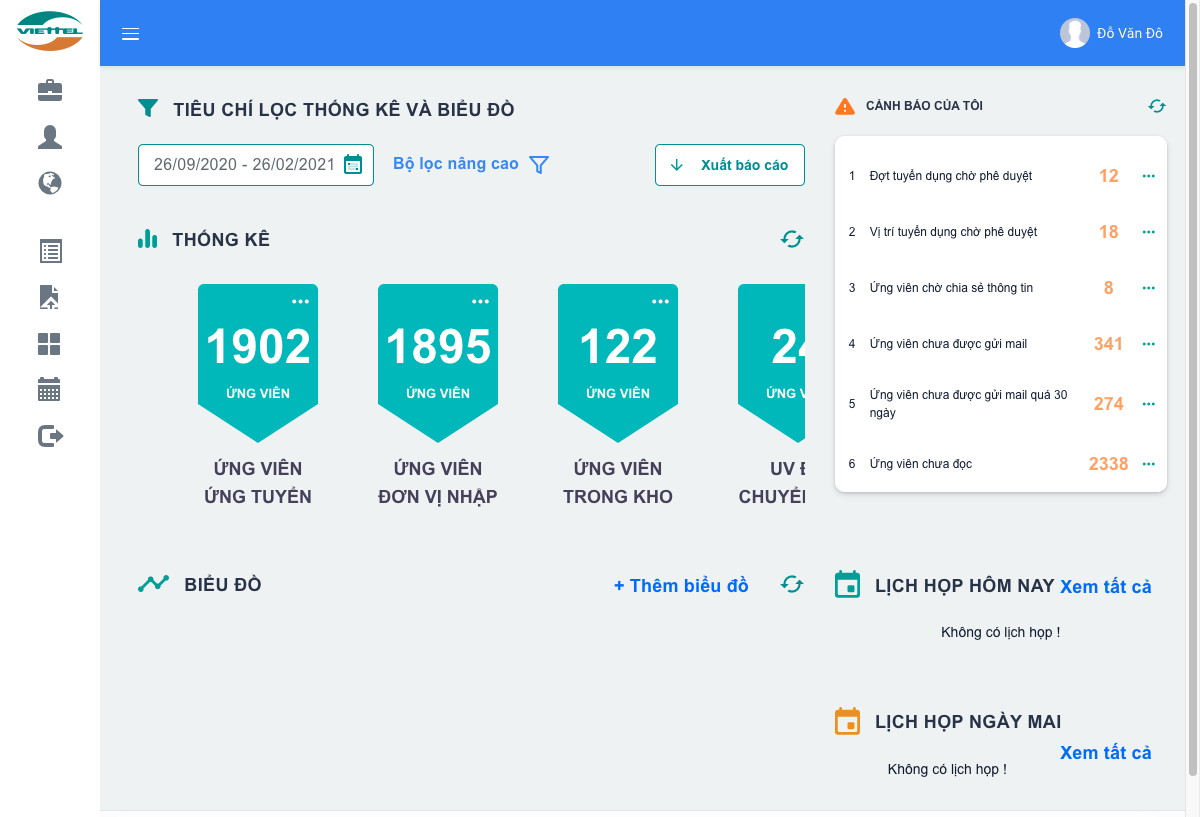 VIETTEL
Đỗ Văn Đô
TIÊU CHÍ LỌC THỐNG KÊ VÀ BIỂU ĐỒ
26/09/2020 - 26/02/2021
Bộ lọc nâng cao
Xuất báo cáo
THỐNG KÊ
1902
ỨNG VIÊN
ỨNG VIÊN
ỨNG TUYỂN
1895
ỨNG VIÊN
ỨNG VIÊN
ĐƠN VỊ NHẬP
122
ỨNG VIÊN
ỨNG VIÊN
TRONG KHO
ỨNG
UV
BIỂU ĐỒ
+ Thêm biểu đồ
CẢNH BÁO CỦA TÔI
1 Đợt tuyển dụng chờ phê duyệt 12
2 Vị trí tuyển dụng chờ phê duyệt 18
3 Ứng viên chờ chia sẻ thông tin 8
4 Ứng viên chưa được gửi mail 341
5 Ứng viên chưa được gửi mail quá 30
ngày 274
6 Ứng viên chưa đọc 2338
LỊCH HỌP HÔM NAY Xem tất cả
Không có lịch họp !
LỊCH HỌP NGÀY MAI
Xem tất cả
Không có lịch họp !